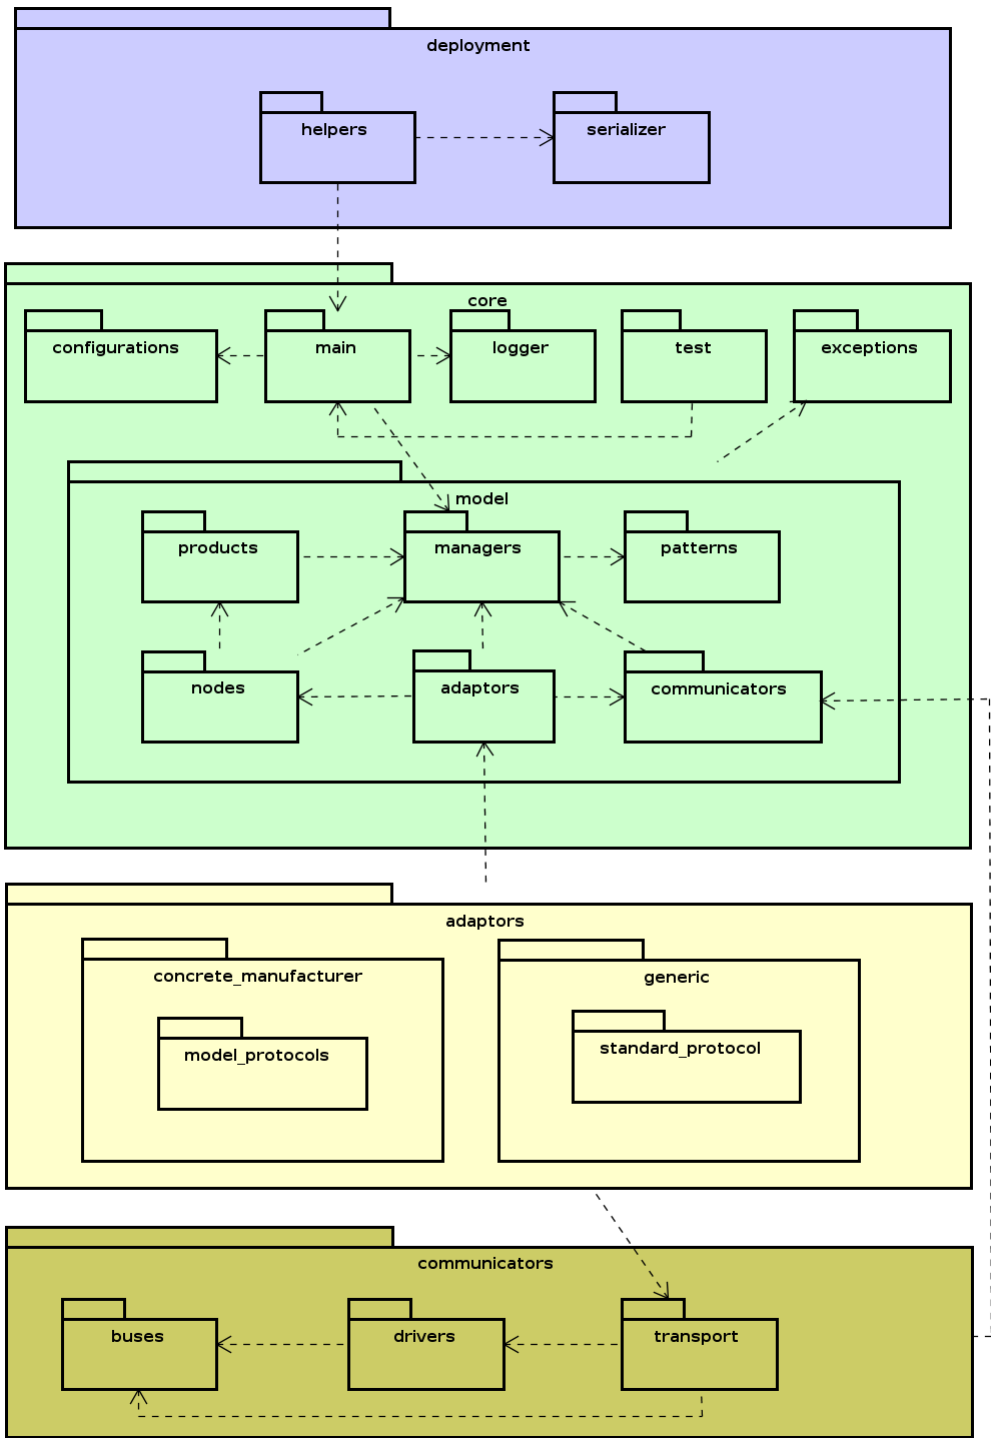 deployment
helpers
serializer
core
configurations
main
logger
test
exceptions
model
products
managers
patterns
nodes
adaptors
communicators
adaptors
concrete_manufacturer
generic
model_protocols
standard_protocol
communicators
buses
drivers
transport